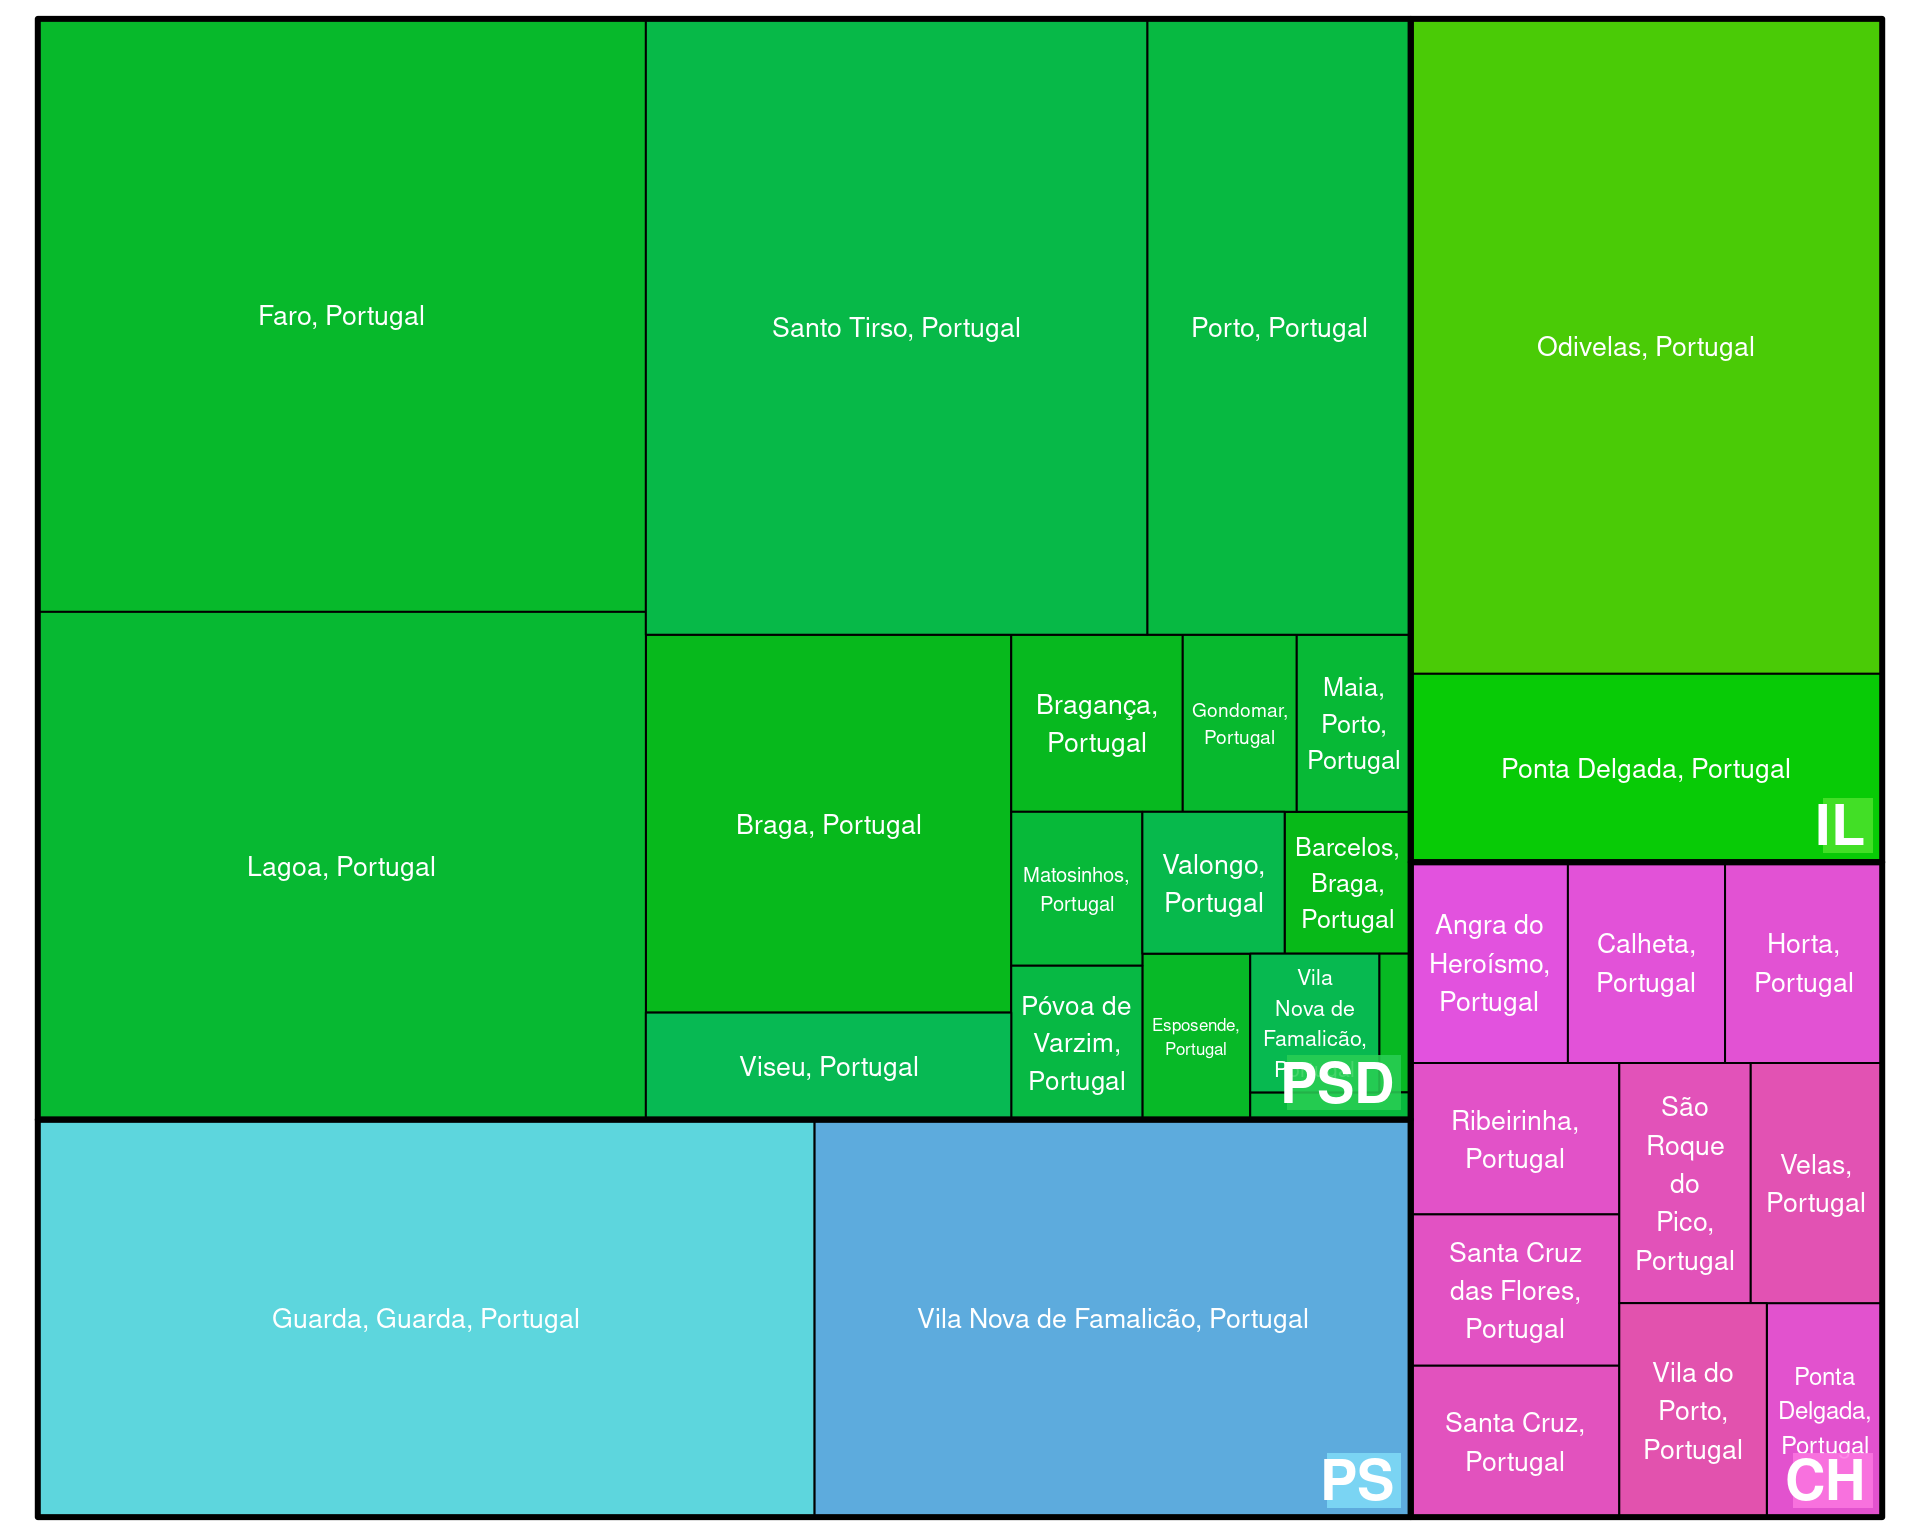 Faro, Portugal
Santo Tirso, Portugal
Porto, Portugal
Odivelas, Portugal
Lagoa, Portugal
Braga, Portugal
Bragança,
Portugal
Gondomar,
Portugal
Maia,
Porto,
Portugal
Matosinhos,
Portugal
Valongo,
Portugal
Barcelos,
Braga,
Portugal
Viseu, Portugal
Póvoa de
Varzim,
Portugal
Esposende,
Portugal
Vila
Nova de
Famalicão,
PSD
Ponta Delgada, Portugal
IL
Guarda, Guarda, Portugal
Vila Nova de Famalicão, Portugal
PS
Angra do
Heroísmo,
Portugal
Calheta,
Portugal
Horta,
Portugal
Ribeirinha,
Portugal
São
Roque
do
Pico,
Portugal
Velas,
Portugal
Santa Cruz
das Flores,
Portugal
Santa Cruz,
Portugal
Vila do
Porto,
Portugal
Ponta
Delgada,
Portugal
CH